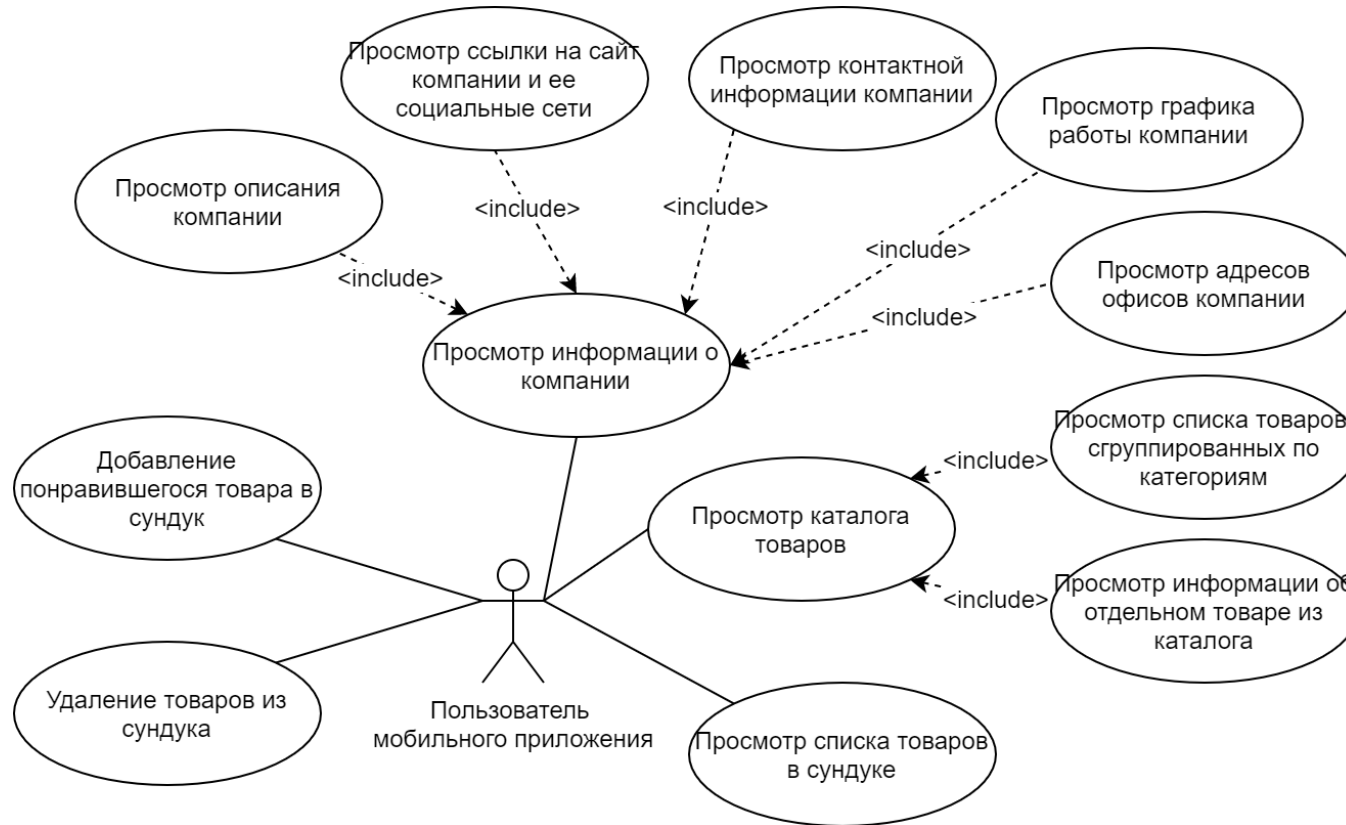 Просмотр ссылки на сайт
компании и ее
социальные сети
Просмотр контактной
информации компании
Просмотр графика
работы компании
Просмотр описания
компании
<include>
<include>
<include>
<include>
<include>
Просмотр адресов
офисов компании
Просмотр информации о
компании
Просмотр списка товаров
сгруппированных по
категориям
<include>
Добавление
понравившегося товара в
сундук
Просмотр каталога
товаров
<include>
Просмотр информации об
отдельном товаре из
каталога
Удаление товаров из
сундука
Пользователь
мобильного приложения
Просмотр списка товаров
в сундуке